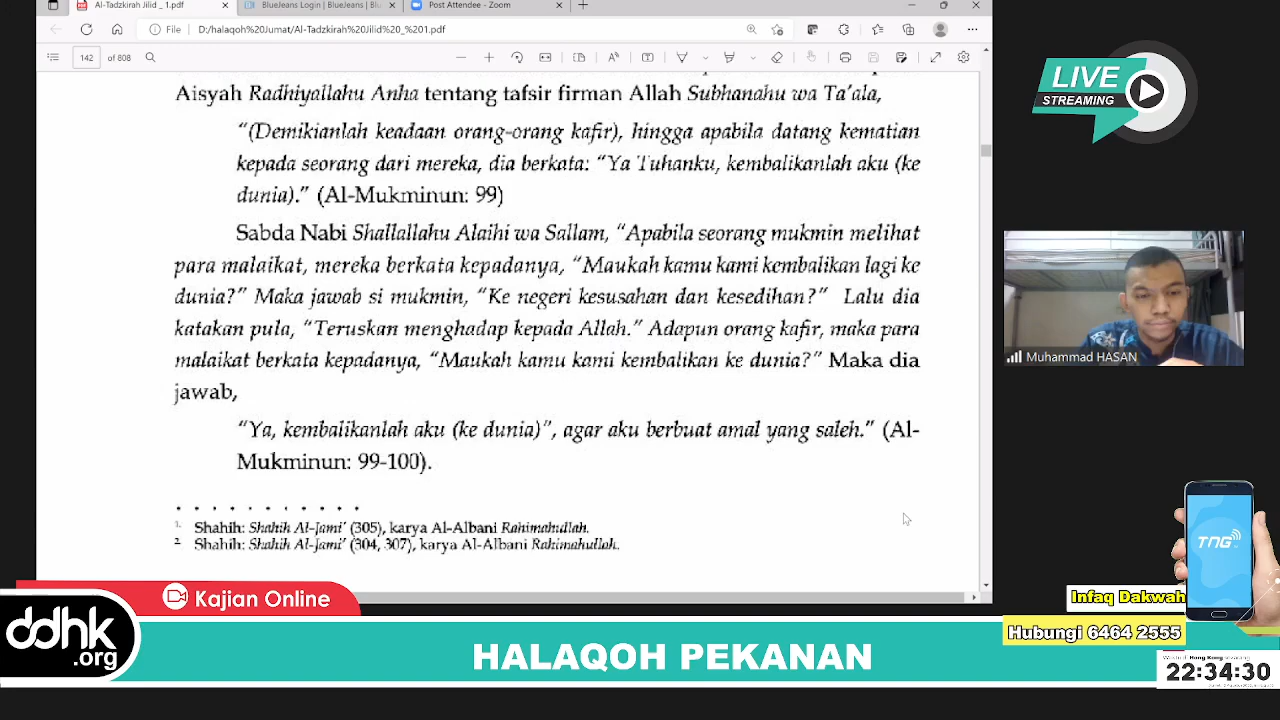 Al-Tadzkirah Jilid _ 1.pdf
BlueJeans Login | BlueJeans | Bu
Post Attendee - Zoom
File
D:/halaqoh%20Jumat/Al-Tadzkirah%20Jilid%20_%201.pdf
142 of 808
Aisyah Radhiyallahu Anha tentang tafsir firman Allah Subhanahu wa Ta'ala,
"(Demikianlah keadaan orang-orang kafir), hingga apabila datang kematian
kepada seorang dari mereka, dia berkata: "Ya Tuhanku, kembalikanlah aku (ke
dunia)." (Al-Mukminun: 99)
Sabda Nabi Shallallahu Alaihi wa Sallam, "Apabila seorang mukmin melihat
para malaikat, mereka berkata kepadanya, "Maukah kamu kami kembalikan lagi ke
dunia?" Maka jawab si mukmin, "Ke negeri kesusahan dan kesedihan?" Lalu dia
katakan pula, "Teruskan menghadap kepada Allah." Adapun orang kafir, maka para
malaikat berkata kepadanya, "Maukah kamu kami kembalikan ke dunia?" Maka dia
jawab,
"Ya, kembalikanlah aku (ke dunia)", agar aku berbuat amal yang saleh." (Al-
Mukminun: 99-100).
1. Shahih: Shahih Al-Jami' (305), karya Al-Albani Rahimahullah.
2. Shahih: Shahih Al-Jami' (304, 307), karya Al-Albani Rahimahullah.
LIVE
STREAMING
Muhammad HASAN
TNG
Infaq Dakwah
Hubungi 6464 2555
Kajian Online
ddhk
.org
HALAQOH PEKANAN
22:34:30